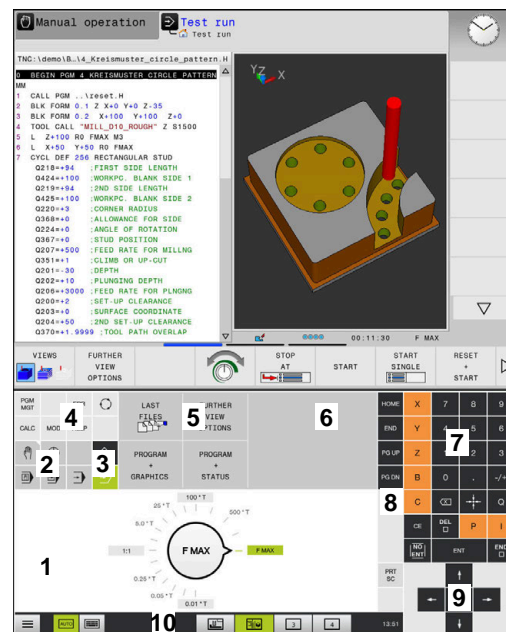 Manual operation
Test run
Test run
TNC:\demo\B…\4_Kreismuster_circle_pattern.H
0 BEGIN PGM 4_KREISMUSTER_CIRCLE_PATTERN
MM
1 CALL PGM ..\reset.H
2 BLK FORM 0.1 Z X+0 Y+0 Z-35
3 BLK FORM 0.2 X+100 Y+100 Z+0
4 TOOL CALL "MILL_D10_ROUGH" Z S1500
5 L Z+100 R0 FMAX M3
6 L X+50 Y+50 R0 FMAX
7 CYCL DEF 256 RECTANGULAR STUD
Q218=+94 ;FIRST SIDE LENGTH
Q424=+100 ;WORKPC. BLANK SIDE 1
Q219=+94 ;2ND SIDE LENGTH
Q425=+100 ;WORKPC. BLANK SIDE 2
Q220=+3 ;CORNER RADIUS
Q368=+0 ;ALLOWANCE FOR SIDE
Q224=+0 ;ANGLE OF ROTATION
Q367=+0 ;STUD POSITION
Q207=+500 ;FEED RATE FOR MILLNG
Q351=+1 ;CLIMB OR UP-CUT
Q201=-30 ;DEPTH
Q202=+10 ;PLUNGING DEPTH
Q206=+3000 ;FEED RATE FOR PLNGNG
Q200=+2 ;SET-UP CLEARANCE
Q203=+0 ;SURFACE COORDINATE
Q204=+50 ;2ND SET-UP CLEARANCE
Q370=+1.9999 ;TOOL PATH OVERLAP
Z Y X
00:11:30 F MAX
VIEWS
FURTHER VIEW OPTIONS
STOP AT
START
START SINGLE
RESET + START
PGM MGT
CALC
MOD
LAST FILES
FURTHER VIEW OPTIONS
PROGRAM + GRAPHICS
PROGRAM + STATUS
1
2
3
4
5
6
7
8
9
10
HOME X 7 8 9
END Y 5 6
PG UP Z 1 2 3
PG DN B 0 . -/+
C Q
CE DEL P I
NO ENT ENT END
PRT SC
100°T
25°T
500°T
5.0°T
1:1
F MAX
F MAX
0.25°T
0.05°T
0.01°T
AUTO
3
4
13:51